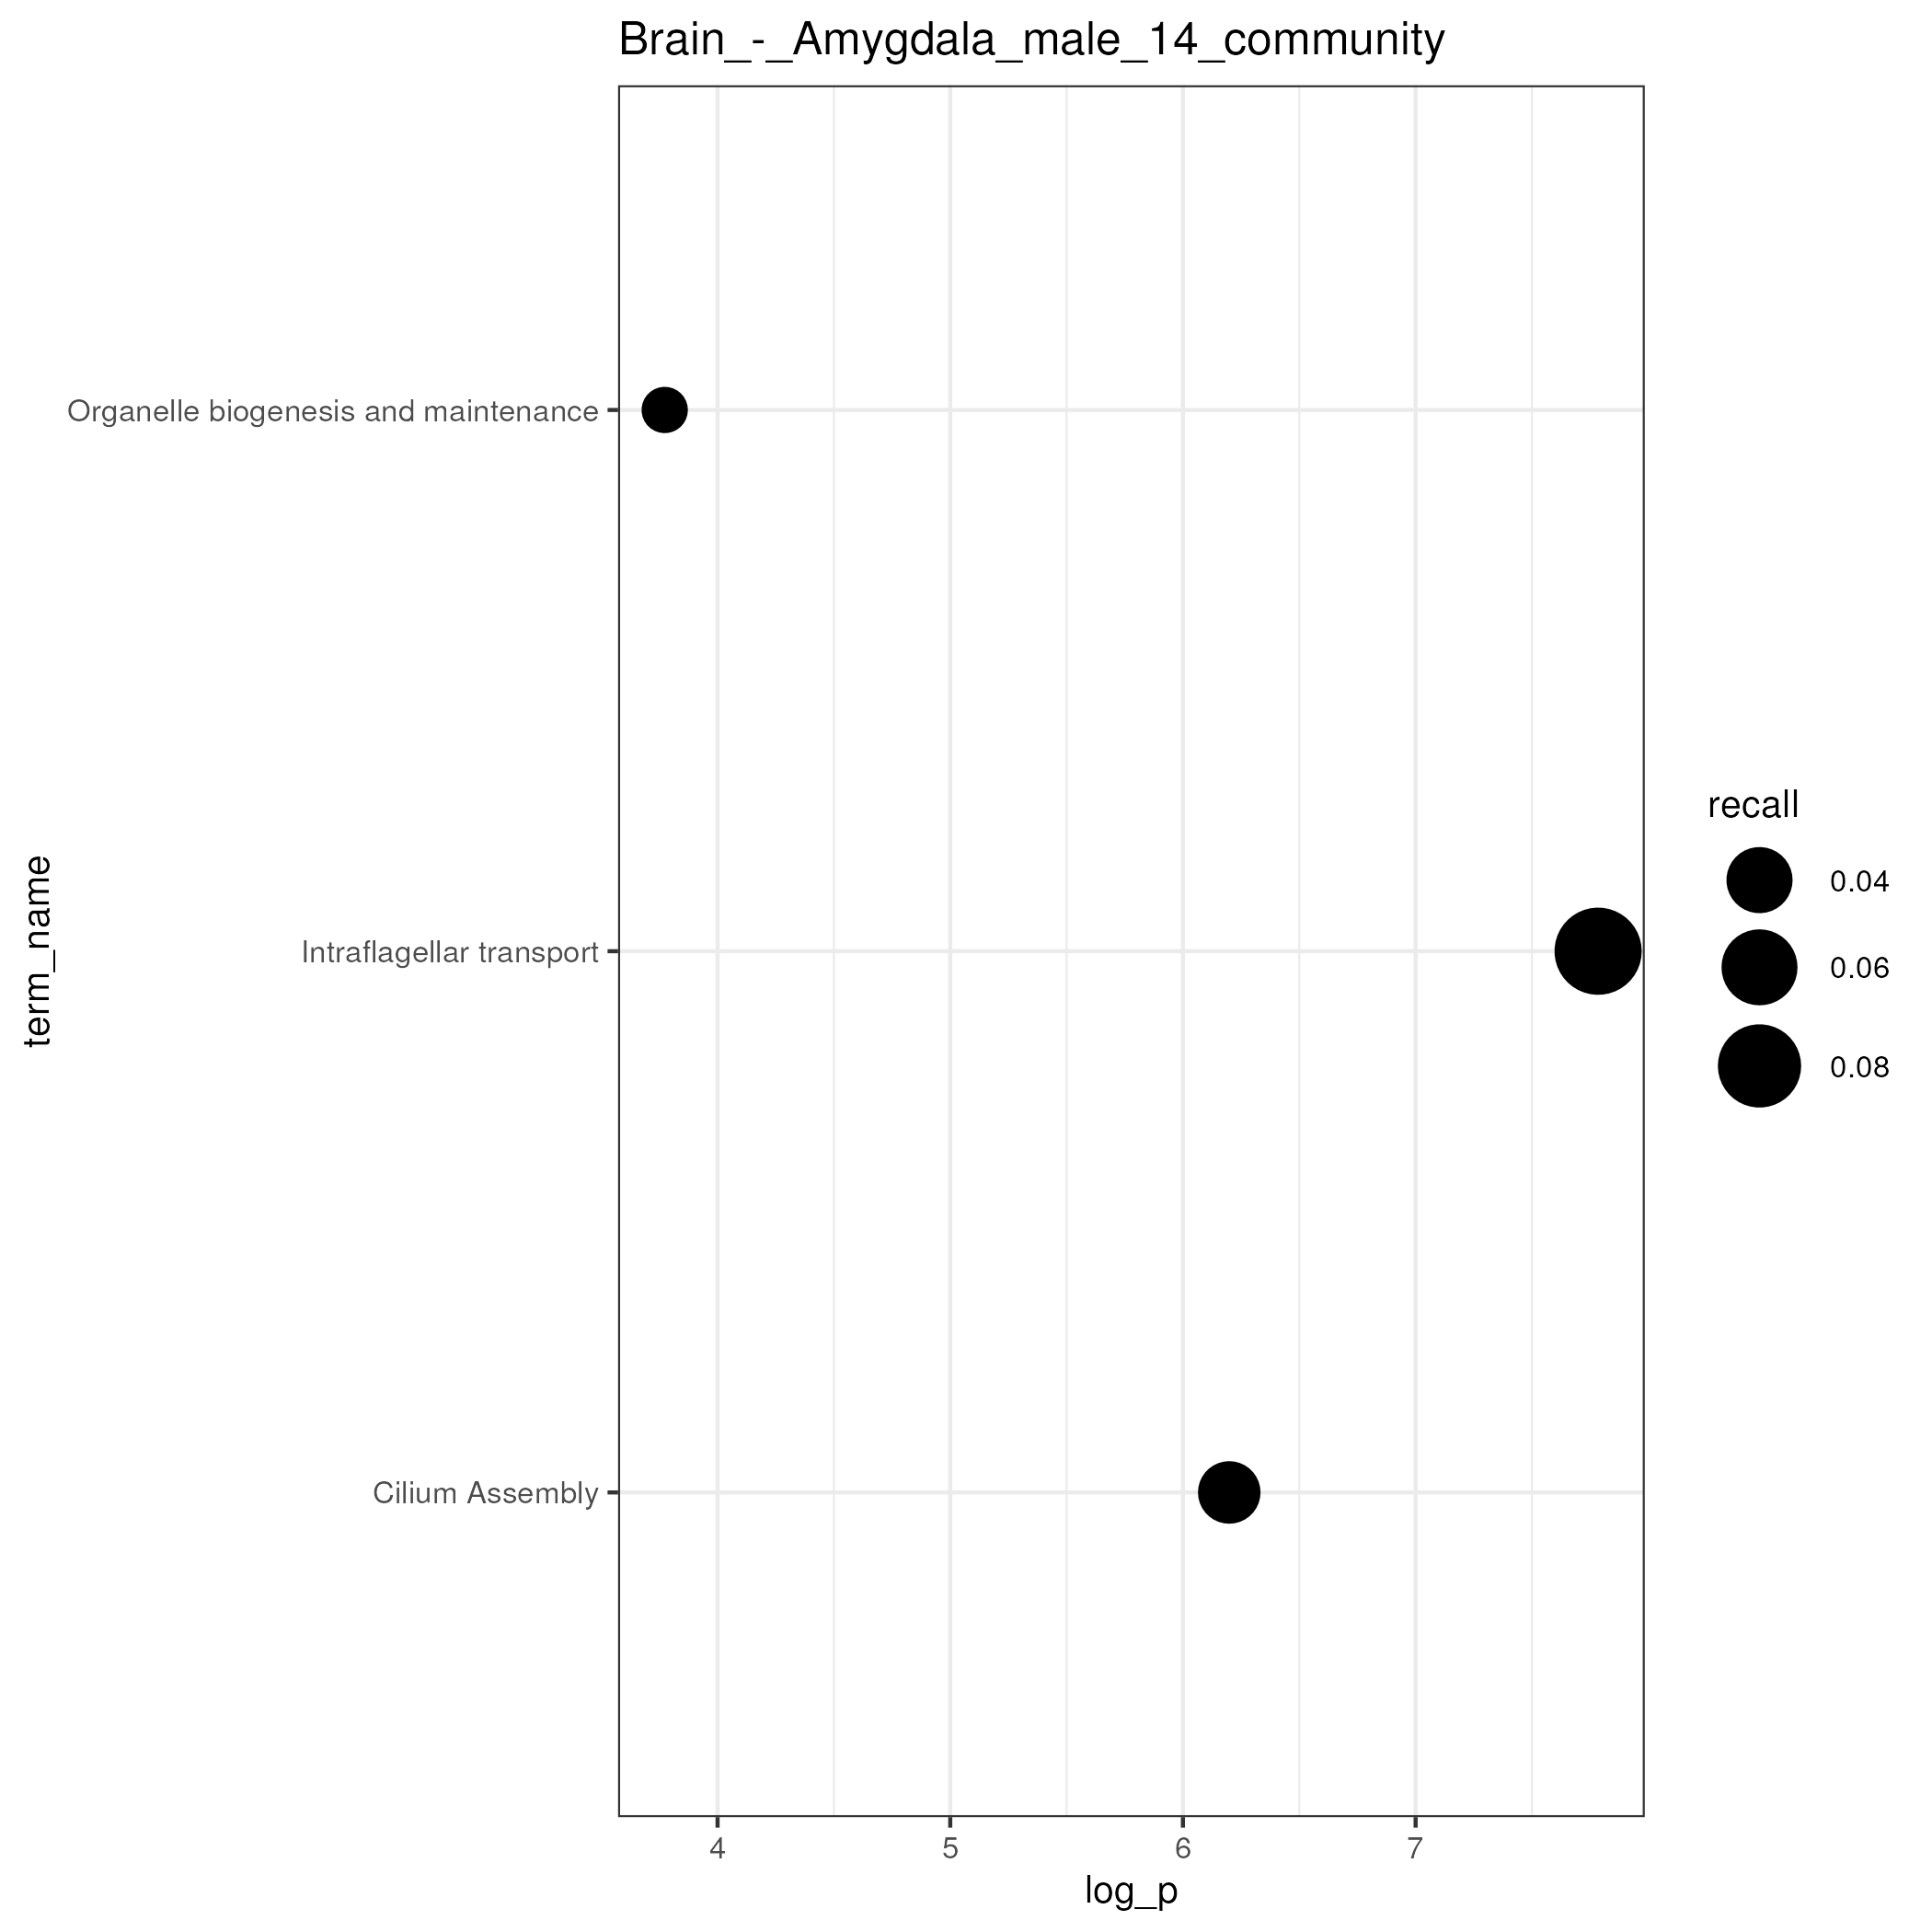 Brain_-_Amygdala_male_14_community
Organelle biogenesis and maintenance
Intraflagellar transport
Cilium Assembly
term_name
4 5 6 7
log_p
recall
0.04
0.06
0.08